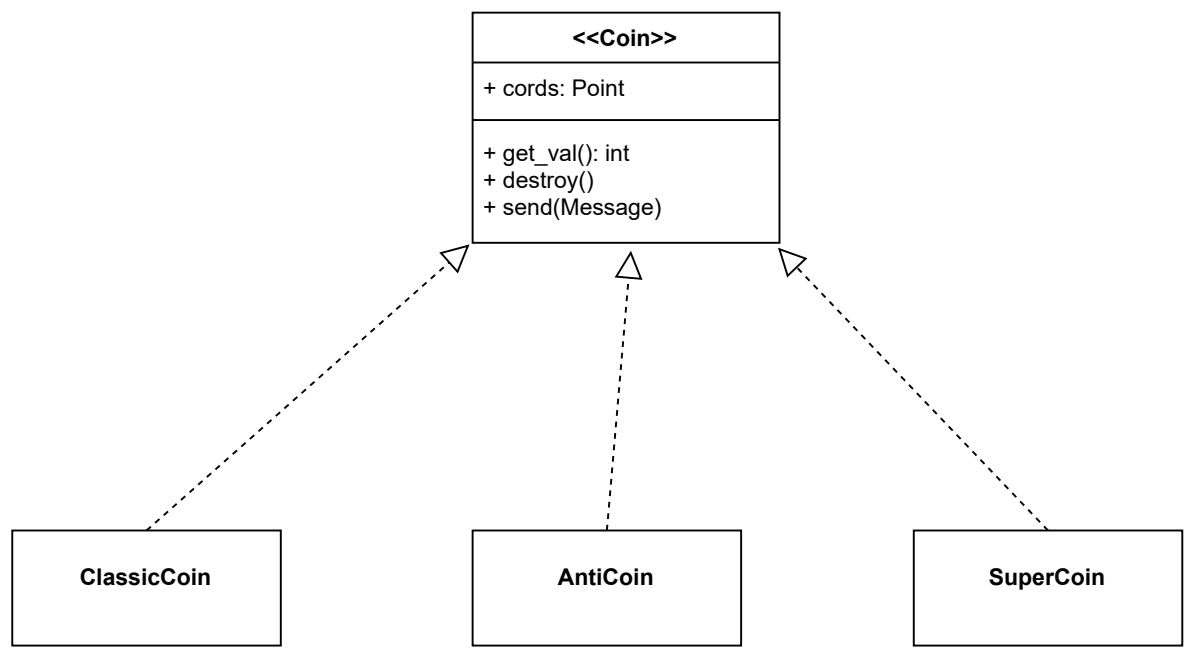 <<Coin>>
+ cords: Point
+ get_val(): int
+ destroy()
+ send(Message)
ClassicCoin
AntiCoin
SuperCoin